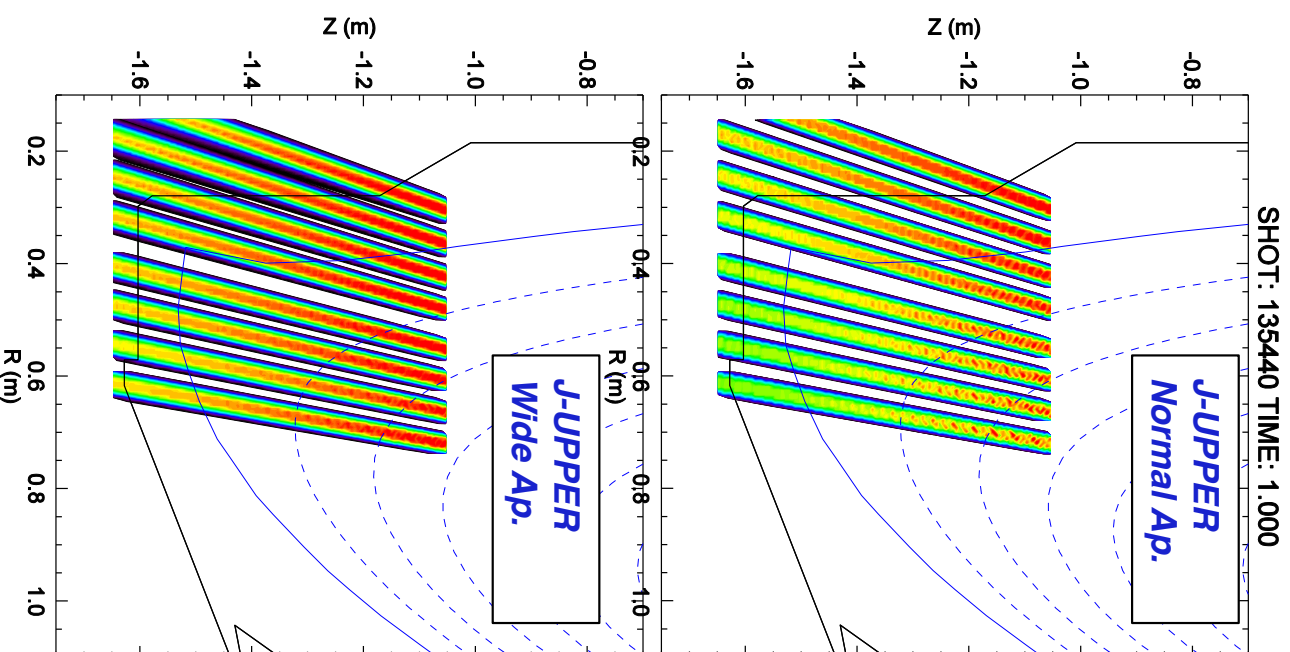 SHOT: 135440 TIME: 1.000
J-UPPER
Normal Ap.
-0.8
-1.0
-1.2
-1.4
-1.6
Z (m)
0.2 0.4 0.6 0.8 1.0
R (m)
J-UPPER
Wide Ap.
-0.8
-1.0
-1.2
-1.4
-1.6
Z (m)
0.2 0.4 0.6 0.8 1.0
R (m)